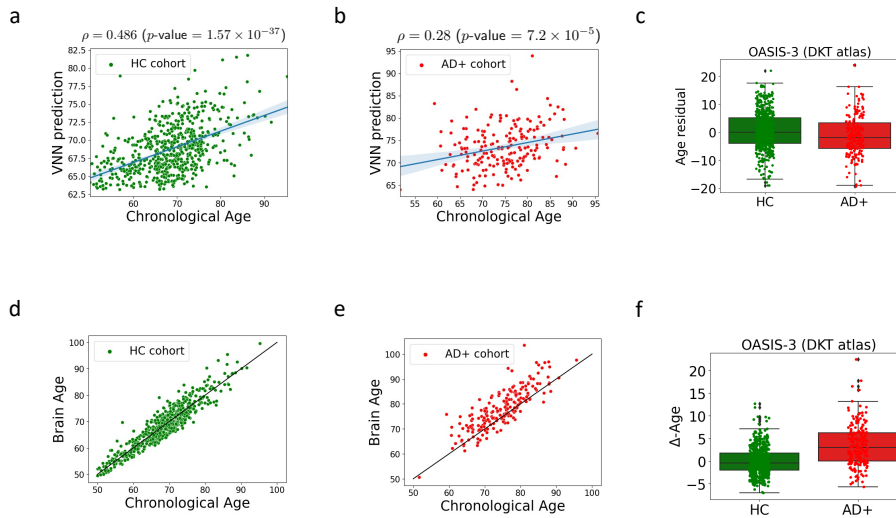 a
b
c
ρ = 0.486 (p-value = 1.57 × 10⁻³⁷)
ρ = 0.28 (p-value = 7.2 × 10⁻⁵)
HC cohort
AD+ cohort
OASIS-3 (DKT atlas)
VNN prediction
82.5
80.0
77.5
75.0
72.5
70.0
67.5
65.0
62.5
60
70
80
90
Chronological Age
VNN prediction
95
90
85
80
75
70
65
55
60
65
70
75
80
85
90
95
Chronological Age
Age residual
20
10
0
−10
−20
HC
AD+
d
e
f
HC cohort
AD+ cohort
OASIS-3 (DKT atlas)
Brain Age
100
90
80
70
60
50
50
60
70
80
90
100
Chronological Age
Brain Age
100
90
80
70
60
50
50
60
70
80
90
100
Chronological Age
Δ-Age
20
15
10
5
0
−5
HC
AD+